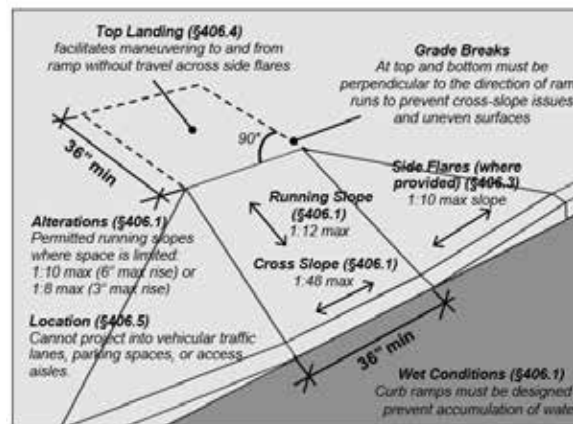 Top Landing (§406.4)
facilitates maneuvering to and from
ramp without travel across side flares
Grade Breaks
At top and bottom must be
perpendicular to the direction of ram
runs to prevent cross-slope issues
and uneven surfaces
90°
36" min
Side Flares (where
provided) (§406.3)
1:10 max slope
Running Slope
(§406.1)
1:12 max
Alterations (§406.1)
Permitted running slopes
where space is limited:
1:10 max (6" max rise) or
1:8 max (3" max rise)
Cross Slope (§406.1)
1:48 max
Location (§406.5)
Cannot project into vehicular traffic
lanes, parking spaces, or access
aisles.
36" min
Wet Conditions (§406.1)
Curb ramps must be designed
prevent accumulation of wate